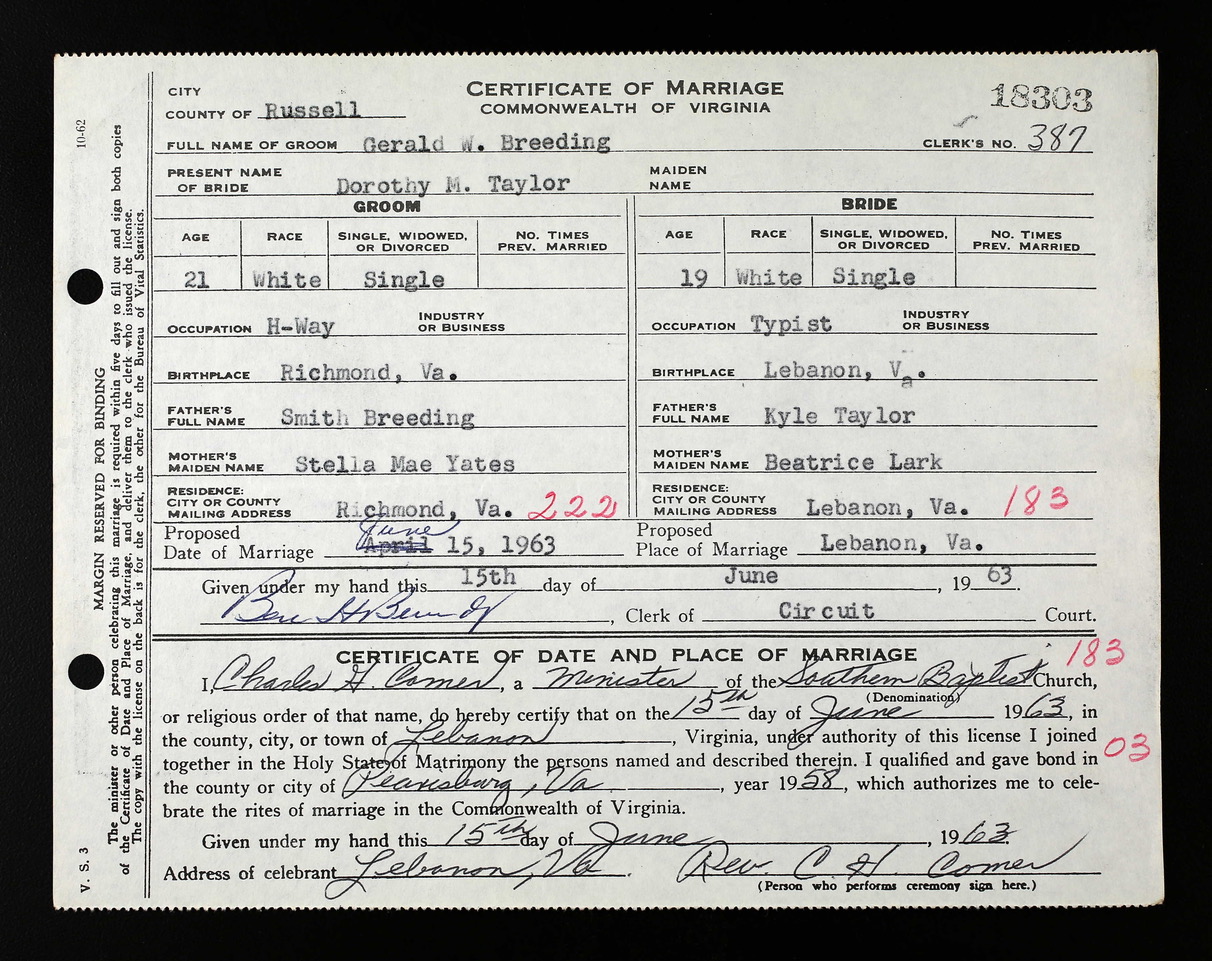 CITY
CERTIFICATE OF MARRIAGE
18303
COUNTY OF Russell
COMMONWEALTH OF VIRGINIA
FULL NAME OF GROOM Gerald W. Breeding CLERK'S NO. 387
PRESENT NAME OF BRIDE Dorothy M. Taylor MAIDEN NAME
GROOM BRIDE
AGE RACE SINGLE, WIDOWED, OR DIVORCED NO. TIMES PREV. MARRIED AGE RACE SINGLE, WIDOWED, OR DIVORCED NO. TIMES PREV. MARRIED
21 White Single 19 White Single
OCCUPATION H-Way INDUSTRY OR BUSINESS OCCUPATION Typist INDUSTRY OR BUSINESS
BIRTHPLACE Richmond, Va. BIRTHPLACE Lebanon, Va.
FATHER'S FULL NAME Smith Breeding FATHER'S FULL NAME Kyle Taylor
MOTHER'S MAIDEN NAME Stella Mae Yates MOTHER'S MAIDEN NAME Beatrice Lark
RESIDENCE: CITY OR COUNTY MAILING ADDRESS Richmond, Va. 222 RESIDENCE: CITY OR COUNTY MAILING ADDRESS Lebanon, Va. 183
June
Proposed Date of Marriage April 15, 1963 Proposed Place of Marriage Lebanon, Va.
Given under my hand this 15th day of June, 1963.
, Clerk of Circuit Court.
CERTIFICATE OF DATE AND PLACE OF MARRIAGE 183
I, Charles H. Comer, a Minister of the Southern Baptist Church,
(Denomination)
or religious order of that name, do hereby certify that on the 15th day of June 1963, in
the county, city, or town of Lebanon, Virginia, under authority of this license I joined
together in the Holy State of Matrimony the persons named and described therein. I qualified and gave bond in 03
the county or city of Pearisburg, Va, year 1958, which authorizes me to cele-
brate the rites of marriage in the Commonwealth of Virginia.
Given under my hand this 15th day of June, 1963.
Address of celebrant Lebanon, Va. Rev. C. H. Comer
(Person who performs ceremony sign here.)
10-62
MARGIN RESERVED FOR BINDING
The minister or other person celebrating this marriage is required within five days to fill out and sign both copies
of the Certificate of Date and Place of Marriage, and deliver them to the clerk who issued the license.
The copy with the license on the back is for the clerk, the other for the Bureau of Vital Statistics.
V. S. 3